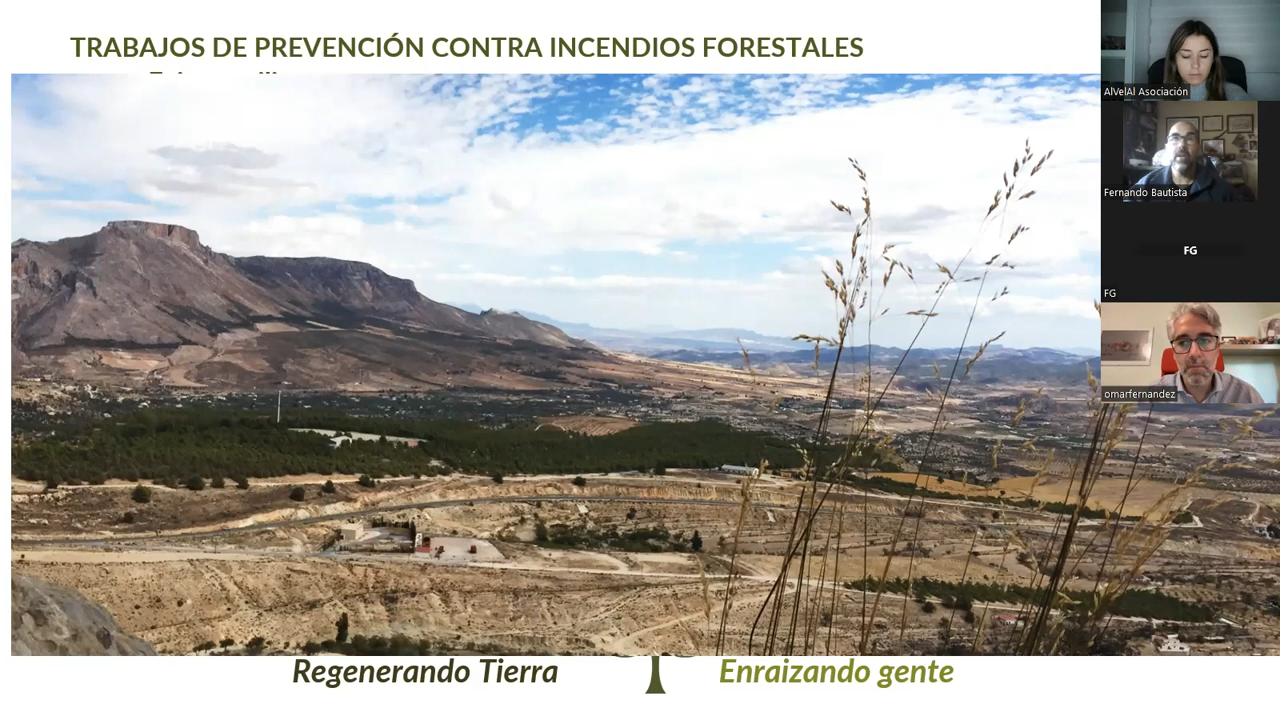 TRABAJOS DE PREVENCIÓN CONTRA INCENDIOS FORESTALES
Regenerando Tierra
Enraizando gente
AlVelAl Asociación
Fernando Bautista
FG
FG
omarfernandez